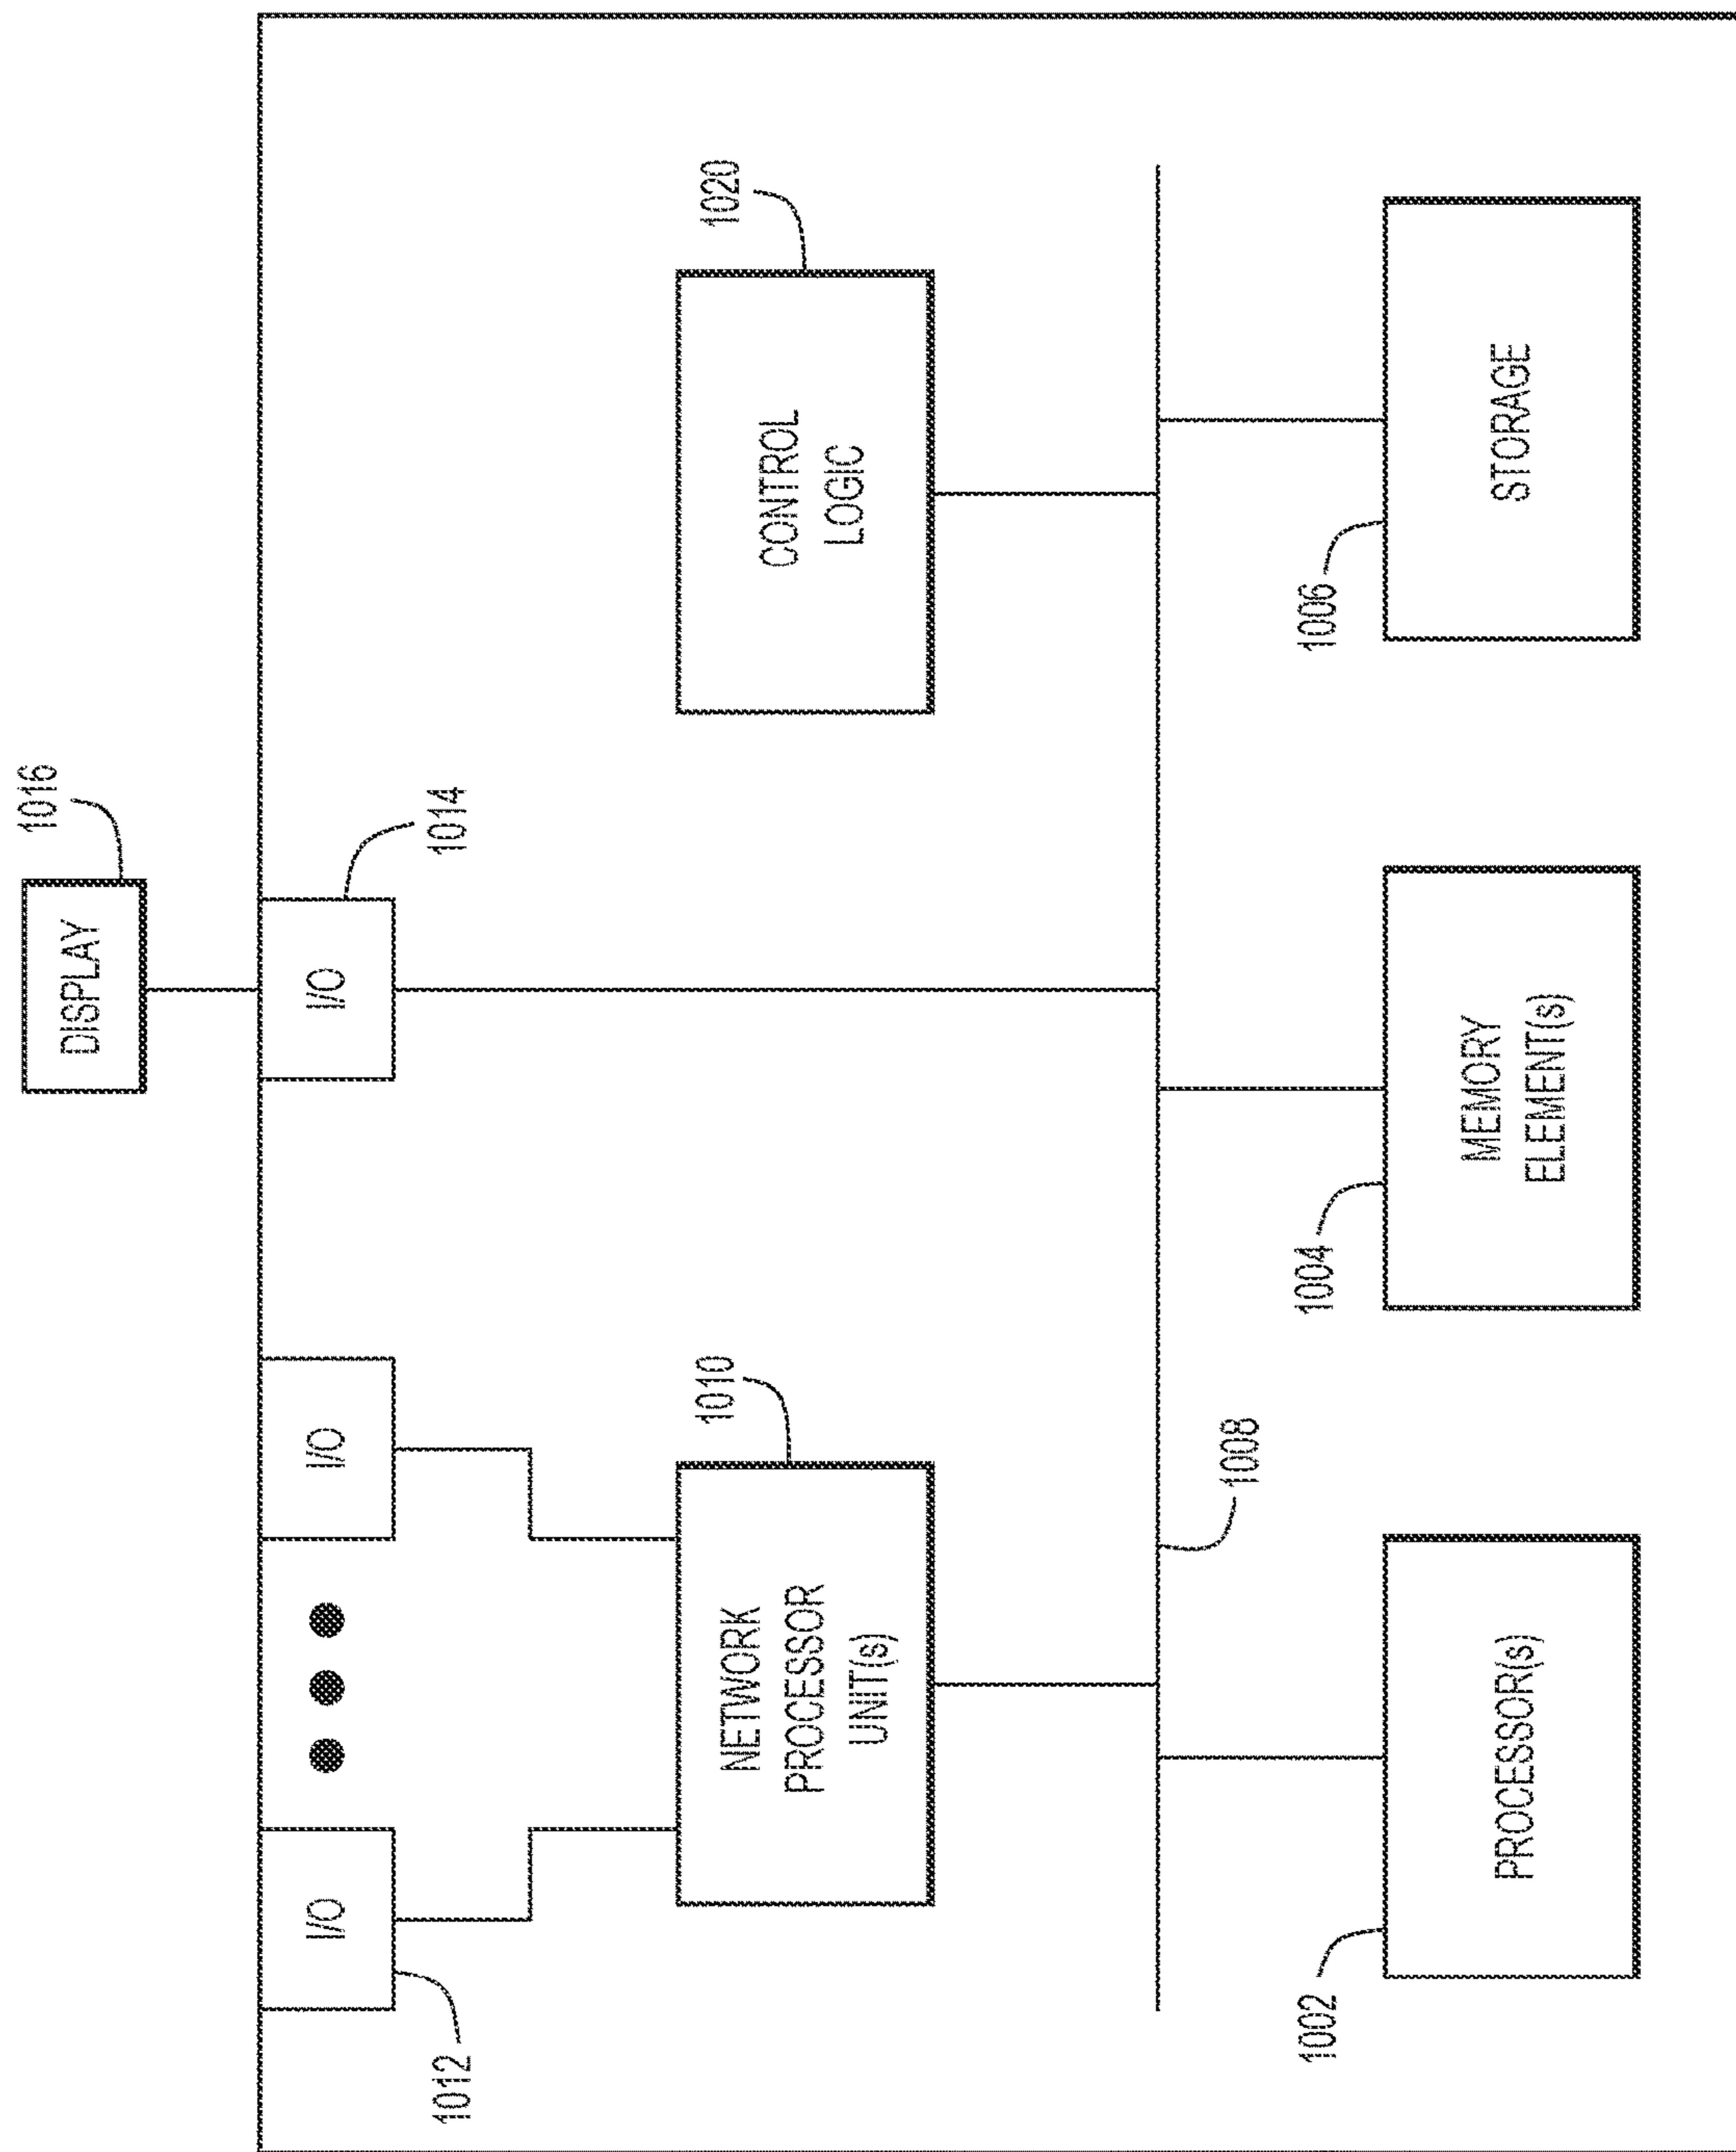 1016
DISPLAY
I/O
1014
I/O
I/O
1012
1010
NETWORK
PROCESSOR
UNIT(s)
1020
CONTROL
LOGIC
1008
1002
PROCESSOR(s)
1004
MEMORY
ELEMENT(s)
1006
STORAGE